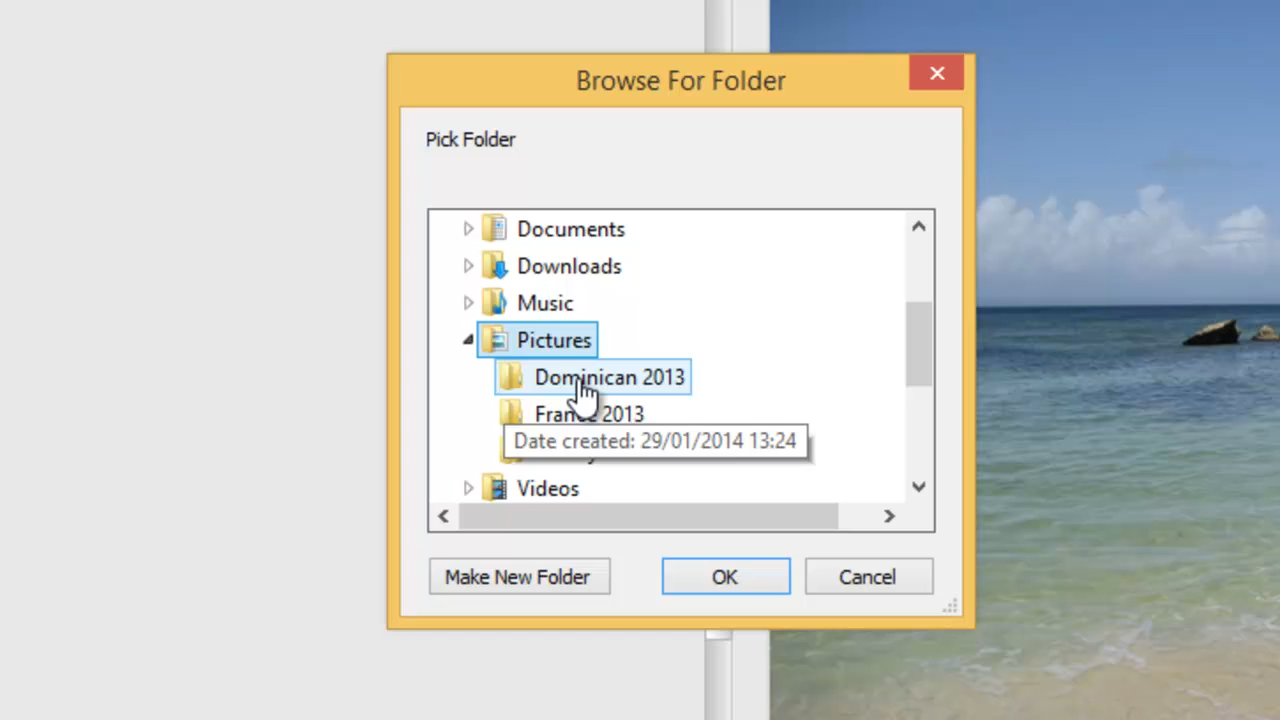 Browse For Folder
Pick Folder
Documents
Downloads
Music
Pictures
Dominican 2013
France 2013
Date created: 29/01/2014 13:24
Videos
Make New Folder
OK
Cancel